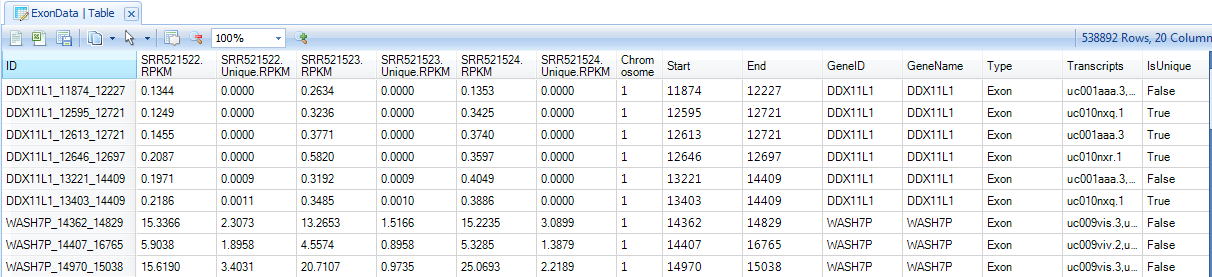 ExonData | Table
100%
538892 Rows, 20 Column
ID SRR521522.RPKM SRR521522.Unique.RPKM SRR521523.RPKM SRR521523.Unique.RPKM SRR521524.RPKM SRR521524.Unique.RPKM Chromosome Start End GeneID GeneName Type Transcripts IsUnique
DDX11L1_11874_12227 0.1344 0.0000 0.2634 0.0000 0.1353 0.0000 1 11874 12227 DDX11L1 DDX11L1 Exon uc001aaa.3,... False
DDX11L1_12595_12721 0.1249 0.0000 0.3236 0.0000 0.3425 0.0000 1 12595 12721 DDX11L1 DDX11L1 Exon uc010nxq.1 True
DDX11L1_12613_12721 0.1455 0.0000 0.3771 0.0000 0.3740 0.0000 1 12613 12721 DDX11L1 DDX11L1 Exon uc001aaa.3 True
DDX11L1_12646_12697 0.2087 0.0000 0.5820 0.0000 0.3597 0.0000 1 12646 12697 DDX11L1 DDX11L1 Exon uc010nxr.1 True
DDX11L1_13221_14409 0.1971 0.0009 0.3192 0.0009 0.4049 0.0000 1 13221 14409 DDX11L1 DDX11L1 Exon uc001aaa.3,... False
DDX11L1_13403_14409 0.2186 0.0011 0.3485 0.0010 0.3886 0.0000 1 13403 14409 DDX11L1 DDX11L1 Exon uc010nxq.1 True
WASH7P_14362_14829 15.3366 2.3073 13.2653 1.5166 15.2235 3.0899 1 14362 14829 WASH7P WASH7P Exon uc009vis.3,u... False
WASH7P_14407_16765 5.9038 1.8958 4.5574 0.8958 5.3285 1.3879 1 14407 16765 WASH7P WASH7P Exon uc009viv.2,u... False
WASH7P_14970_15038 15.6190 3.4031 20.7107 0.9735 25.0693 2.2189 1 14970 15038 WASH7P WASH7P Exon uc009vis.3,u... False